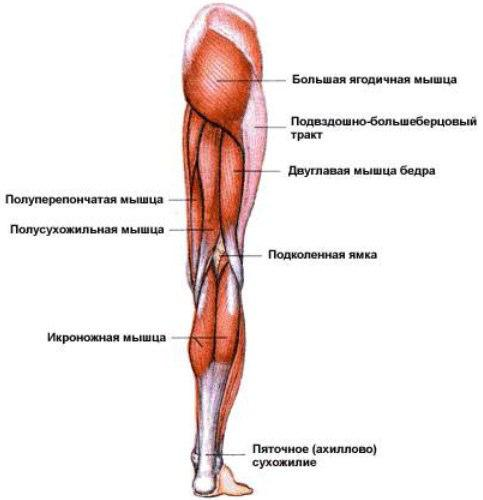 Большая ягодичная мышца
Подвздошно-большеберцовый
тракт
Двуглавая мышца бедра
Полуперепончатая мышца
Полусухожильная мышца
Подколенная ямка
Икроножная мышца
Пяточное (ахиллово)
сухожилие